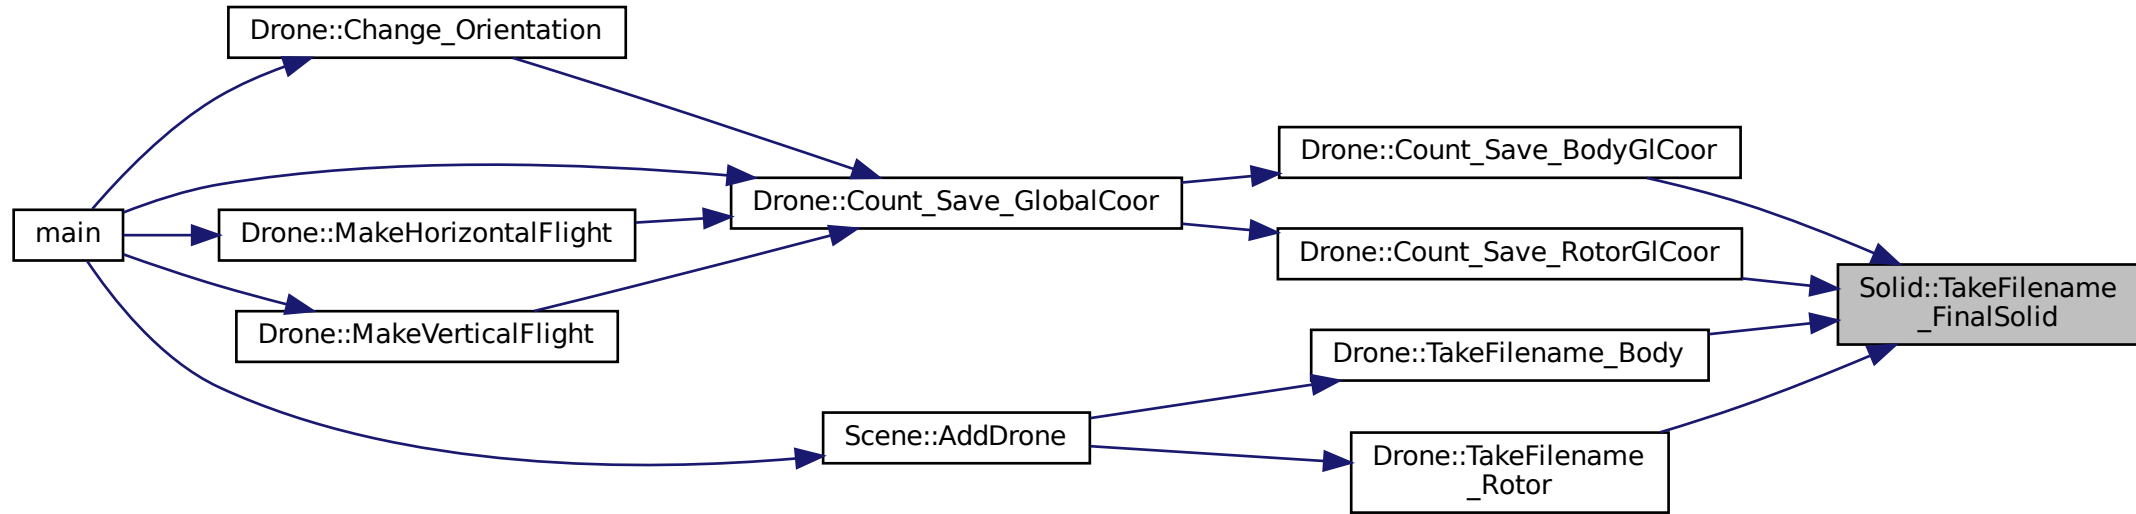 Drone::Change_Orientation
Drone::Count_Save_BodyGlCoor
Drone::Count_Save_GlobalCoor
main
Drone::MakeHorizontalFlight
Drone::Count_Save_RotorGlCoor
Solid::TakeFilename
_FinalSolid
Drone::MakeVerticalFlight
Drone::TakeFilename_Body
Scene::AddDrone
Drone::TakeFilename
_Rotor